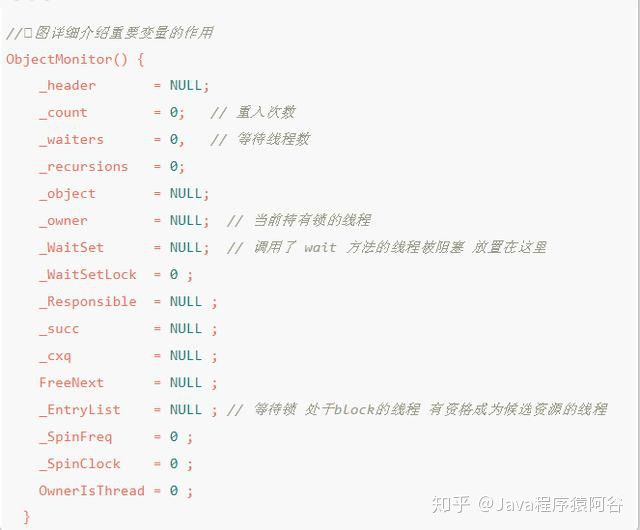 //图详细介绍重要变量的作用
ObjectMonitor() {
_header = NULL;
_count = 0; // 重入次数
_waiters = 0, // 等待线程数
_recursions = 0;
_object = NULL;
_owner = NULL; // 当前持有锁的线程
_WaitSet = NULL; // 调用了 wait 方法的线程被阻塞 放置在这里
_WaitSetLock = 0 ;
_Responsible = NULL ;
_succ = NULL ;
_cxq = NULL ;
FreeNext = NULL ;
_EntryList = NULL ; // 等待锁 处于block的线程 有资格成为候选资源的线程
_SpinFreq = 0 ;
_SpinClock = 0 ;
OwnerIsThread = 0 ;
}
知乎 @Java程序猿阿谷